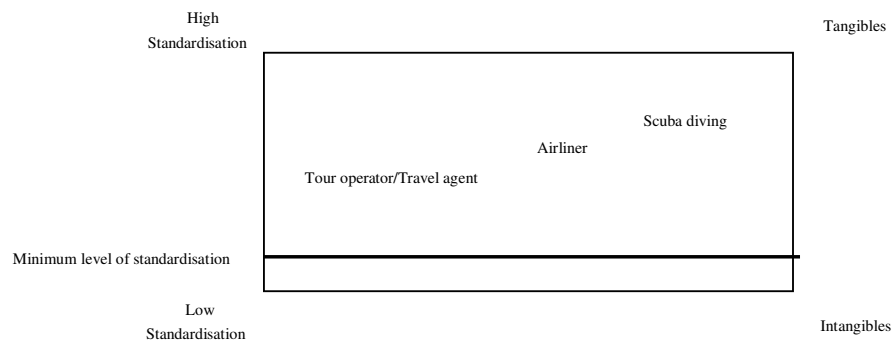 High
Standardisation
Tangibles
Scuba diving
Airliner
Tour operator/Travel agent
Minimum level of standardisation
Low
Standardisation
Intangibles